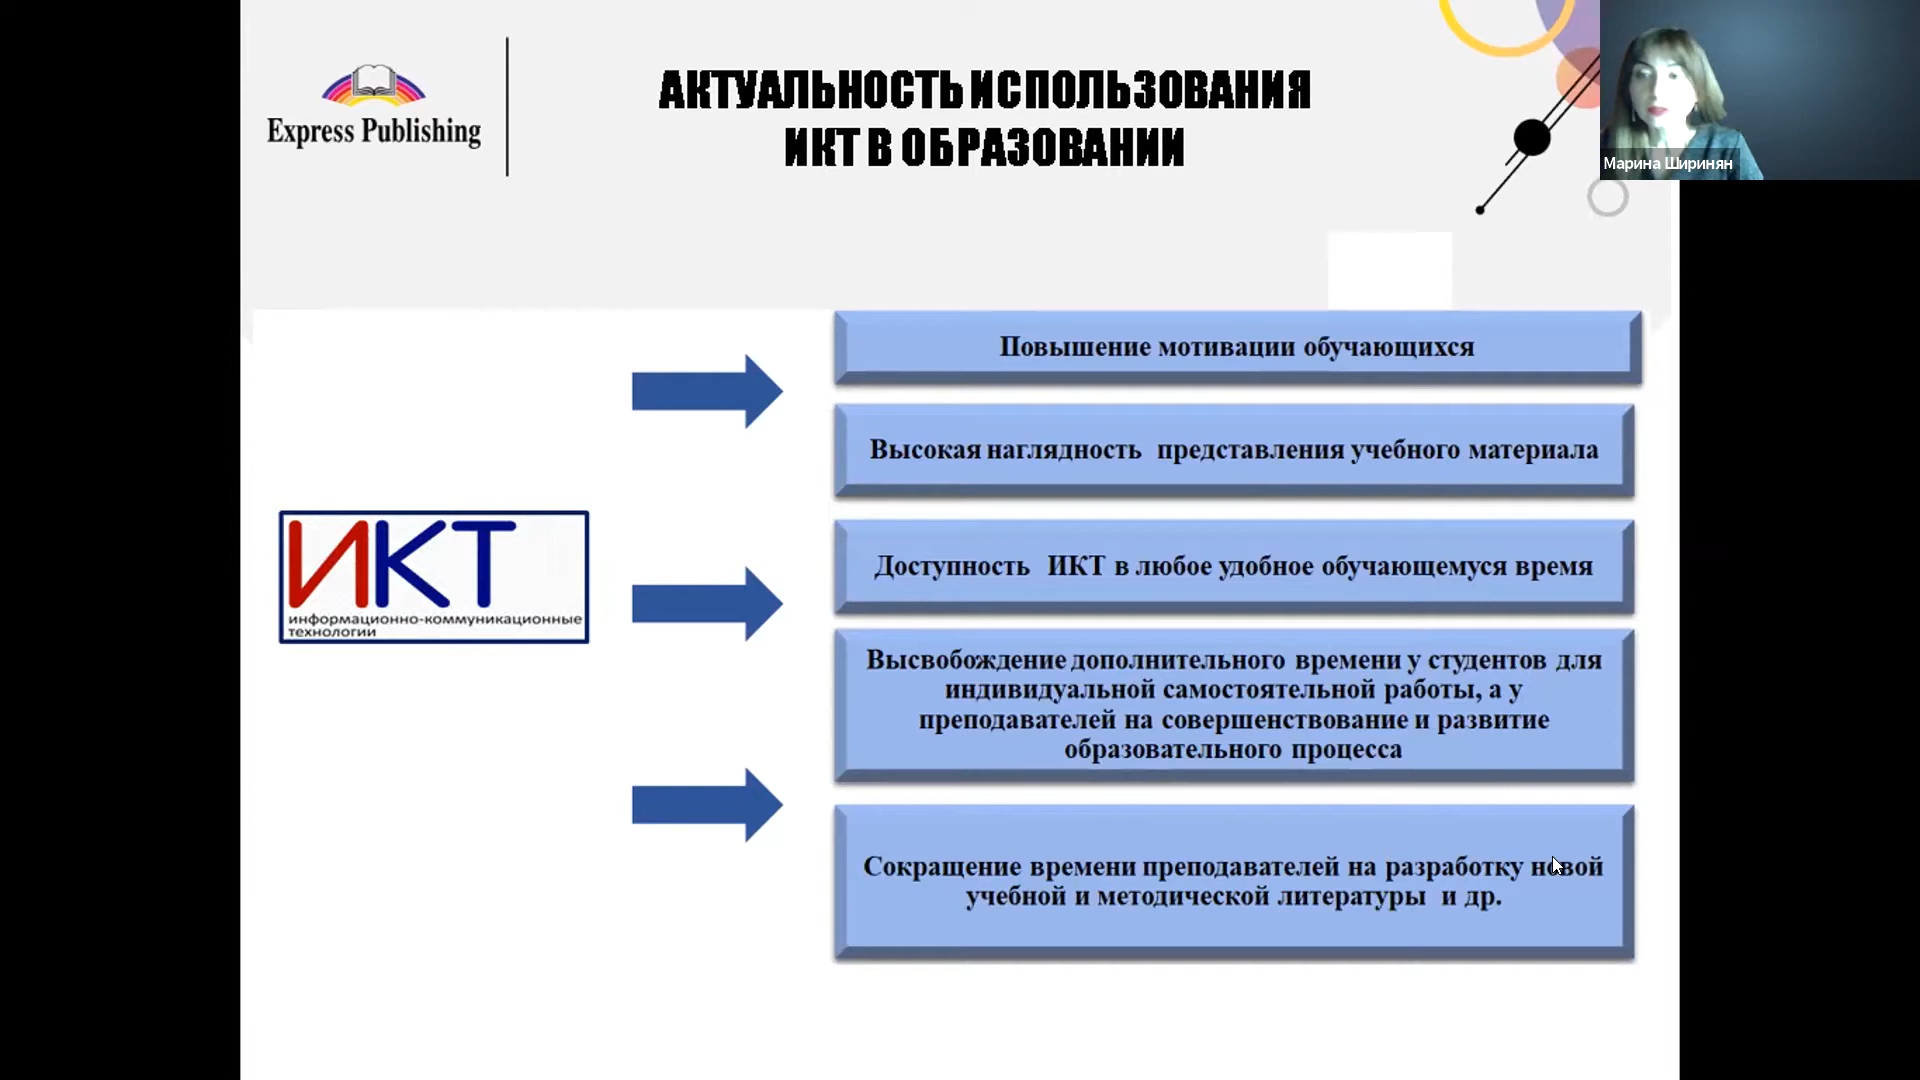 Express Publishing
АКТУАЛЬНОСТЬ ИСПОЛЬЗОВАНИЯ
ИКТ В ОБРАЗОВАНИИ
Марина Ширинян
ИКТ
информационно-коммуникационные
технологии
Повышение мотивации обучающихся
Высокая наглядность представления учебного материала
Доступность ИКТ в любое удобное обучающемуся время
Высвобождение дополнительного времени у студентов для
индивидуальной самостоятельной работы, а у
преподавателей на совершенствование и развитие
образовательного процесса
Сокращение времени преподавателей на разработку новой
учебной и методической литературы и др.